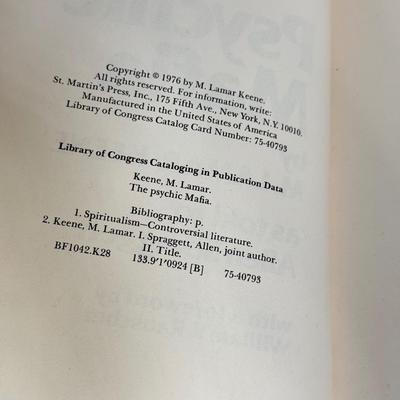 Copyright © 1976 by M. Lamar Keene.
All rights reserved. For information, write:
St. Martin's Press, Inc., 175 Fifth Ave., New York, N.Y. 10010.
Manufactured in the United States of America
Library of Congress Catalog Card Number: 75-40793
Library of Congress Cataloging in Publication Data
Keene, M. Lamar.
The psychic Mafia.
Bibliography: p.
1. Spiritualism—Controversial literature.
2. Keene, M. Lamar. I. Spraggett, Allen, joint author.
II. Title.
BF1042.K28 133.9'1'0924 [B] 75-40793